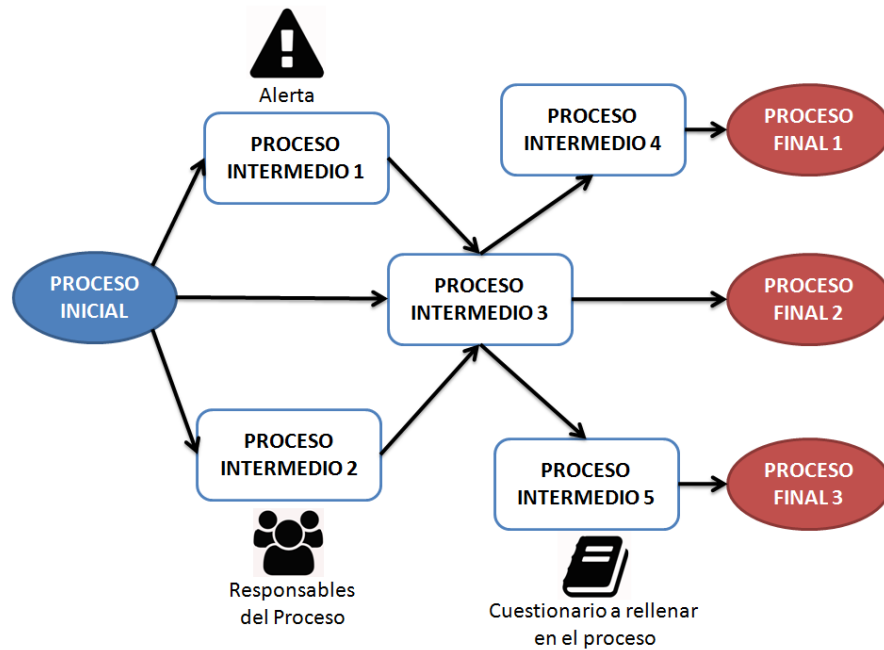 Alerta
PROCESO
INTERMEDIO 1
PROCESO
INTERMEDIO 4
PROCESO
FINAL 1
PROCESO
INICIAL
PROCESO
INTERMEDIO 3
PROCESO
FINAL 2
PROCESO
INTERMEDIO 2
PROCESO
INTERMEDIO 5
PROCESO
FINAL 3
Responsables
del Proceso
Cuestionario a rellenar
en el proceso